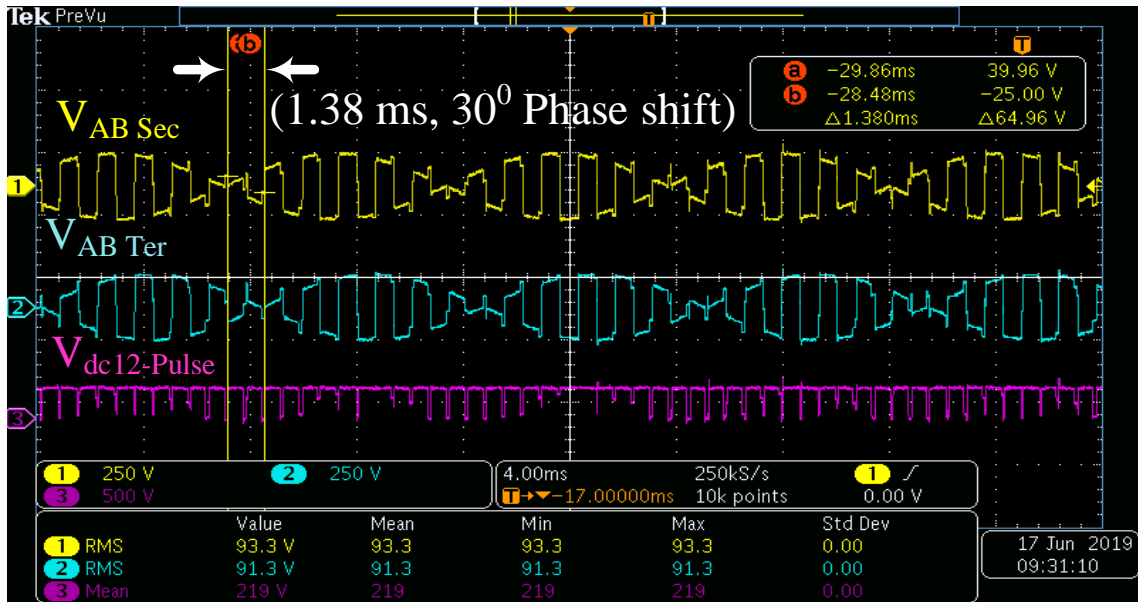 Tek PreVu
T
b T
a -29.86ms 39.96 V
b -28.48ms -25.00 V
Δ1.380ms Δ64.96 V
(1.38 ms, 30⁰ Phase shift)
V AB Sec
1
V AB Ter
2
V dc12-Pulse
3
1 250 V 2 250 V
3 500 V
4.00ms 250kS/s 1
T→▼-17.00000ms 10k points 0.00 V
Value Mean Min Max Std Dev
1 RMS 93.3 V 93.3 93.3 93.3 0.00
2 RMS 91.3 V 91.3 91.3 91.3 0.00
3 Mean 219 V 219 219 219 0.00
17 Jun 2019
09:31:10